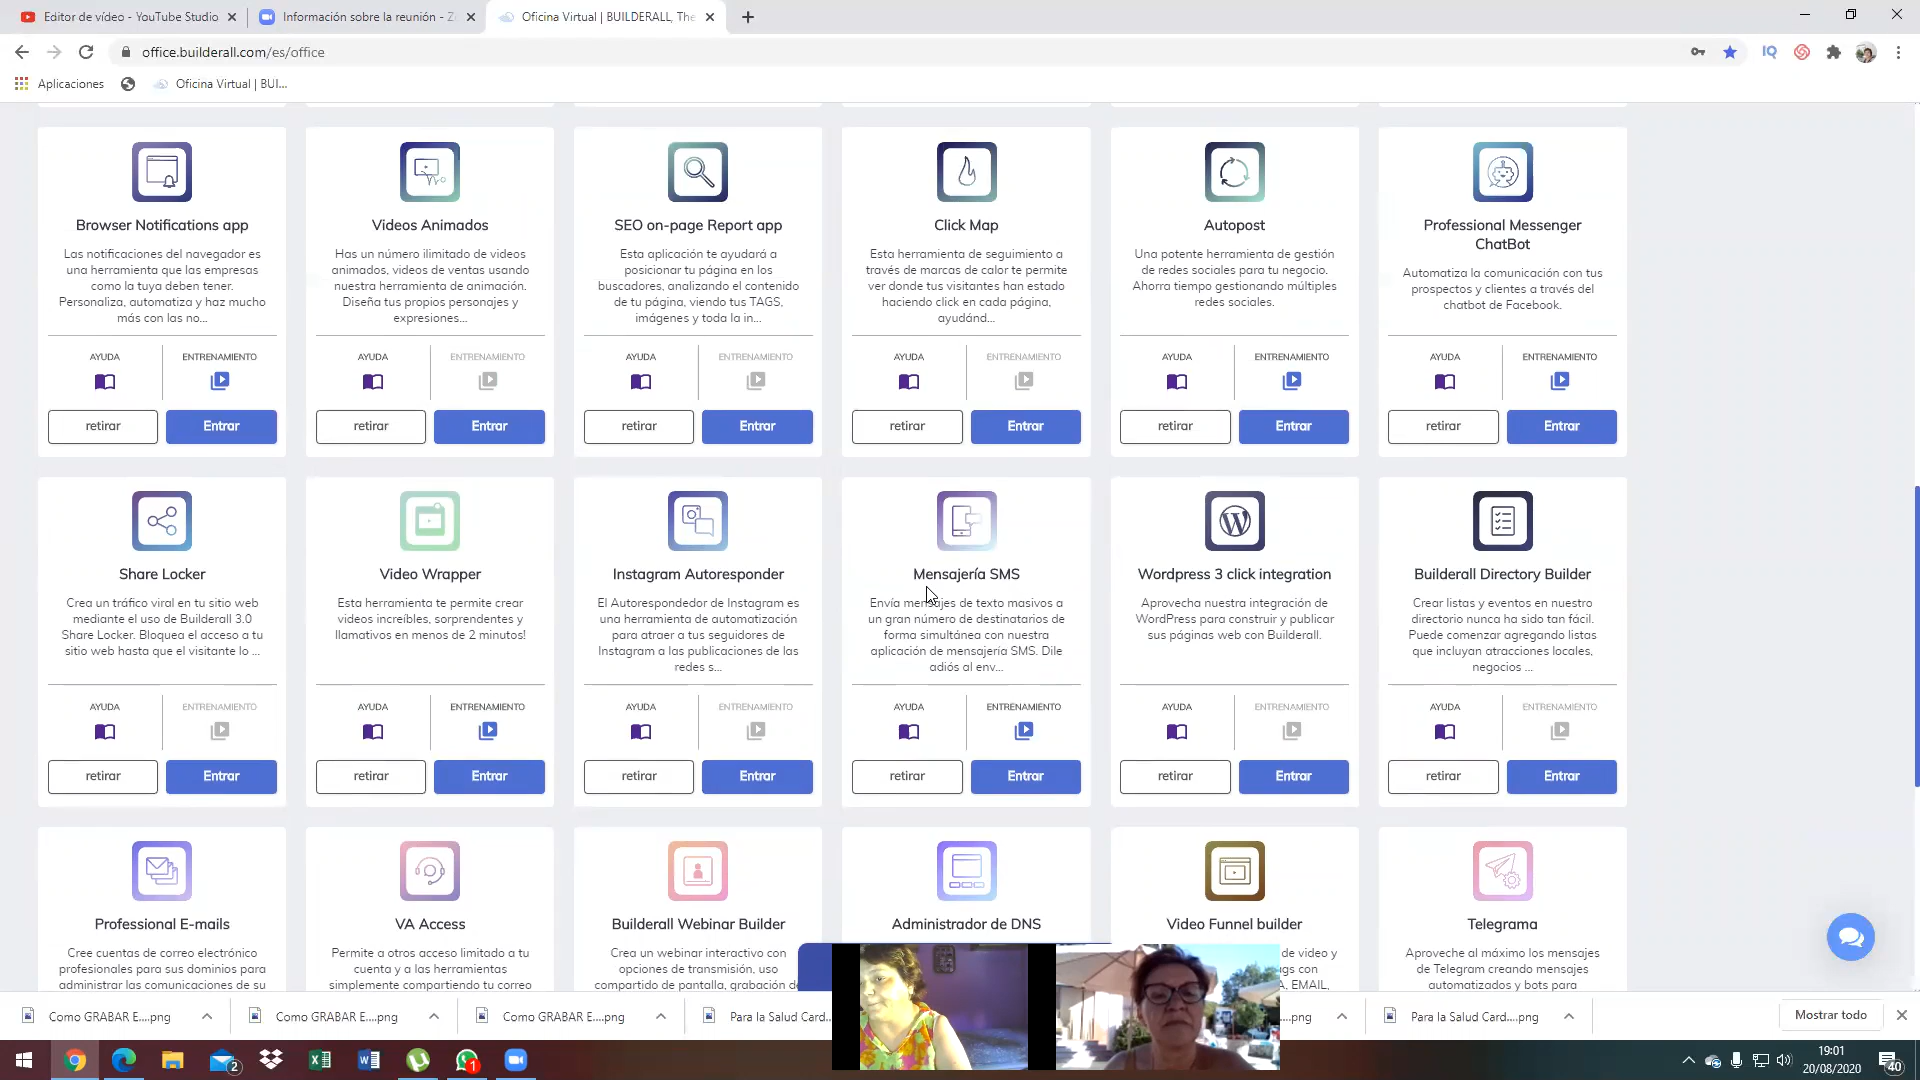 Editor de vídeo - YouTube Studio
Información sobre la reunión - Z
Oficina Virtual | BUILDERALL, The
office.builderall.com/es/office
Aplicaciones
Oficina Virtual | BUI...
Browser Notifications app
Las notificaciones del navegador es
una herramienta que las empresas
como la tuya deben tener.
Personaliza, automatiza y haz mucho
más con las no...
AYUDA
ENTRENAMIENTO
retirar
Entrar
Videos Animados
Has un número ilimitado de videos
animados, videos de ventas usando
nuestra herramienta de animación.
Diseña tus propios personajes y
expresiones...
AYUDA
ENTRENAMIENTO
retirar
Entrar
SEO on-page Report app
Esta aplicación te ayudará a
posicionar tu página en los
buscadores, analizando el contenido
de tu página, viendo tus TAGS,
imágenes y toda la in...
AYUDA
ENTRENAMIENTO
retirar
Entrar
Click Map
Esta herramienta de seguimiento a
través de marcas de calor te permite
ver donde tus visitantes han estado
haciendo click en cada página,
ayudánd...
AYUDA
ENTRENAMIENTO
retirar
Entrar
Autopost
Una potente herramienta de gestión
de redes sociales para tu negocio.
Ahorra tiempo gestionando múltiples
redes sociales.
AYUDA
ENTRENAMIENTO
retirar
Entrar
Professional Messenger
ChatBot
Automatiza la comunicación con tus
prospectos y clientes a través del
chatbot de Facebook.
AYUDA
ENTRENAMIENTO
retirar
Entrar
Share Locker
Crea un tráfico viral en tu sitio web
mediante el uso de Builderall 3.0
Share Locker. Bloquea el acceso a tu
sitio web hasta que el visitante lo ...
AYUDA
ENTRENAMIENTO
retirar
Entrar
Video Wrapper
Esta herramienta te permite crear
videos increíbles, sorprendentes y
llamativos en menos de 2 minutos!
AYUDA
ENTRENAMIENTO
retirar
Entrar
Instagram Autoresponder
El Autorespondedor de Instagram es
una herramienta de automatización
para atraer a tus seguidores de
Instagram a las publicaciones de las
redes s...
AYUDA
ENTRENAMIENTO
retirar
Entrar
Mensajería SMS
Envía mensajes de texto masivos a
un gran número de destinatarios de
forma simultánea con nuestra
aplicación de mensajería SMS. Dile
adiós al env...
AYUDA
ENTRENAMIENTO
retirar
Entrar
Wordpress 3 click integration
Aprovecha nuestra integración de
WordPress para construir y publicar
sus páginas web con Builderall.
AYUDA
ENTRENAMIENTO
retirar
Entrar
Builderall Directory Builder
Crear listas y eventos en nuestro
directorio nunca ha sido tan fácil.
Puede comenzar agregando listas
que incluyan atracciones locales,
negocios ...
AYUDA
ENTRENAMIENTO
retirar
Entrar
Professional E-mails
Cree cuentas de correo electrónico
profesionales para sus dominios para
administrar las comunicaciones de su
VA Access
Permite a otros acceso limitado a tu
cuenta y a las herramientas
simplemente compartiendo tu correo
Builderall Webinar Builder
Crea un webinar interactivo con
opciones de transmisión, uso
compartido de pantalla, grabación de
Administrador de DNS
Video Funnel builder
de video y
gs con
, EMAIL,
Telegrama
Aproveche al máximo los mensajes
de Telegram creando mensajes
automatizados y bots para
Como GRABAR E....png
Como GRABAR E....png
Como GRABAR E....png
Para la Salud Card....png
Para la Salud Card....png
Mostrar todo
2
1
19:01
20/08/2020
40